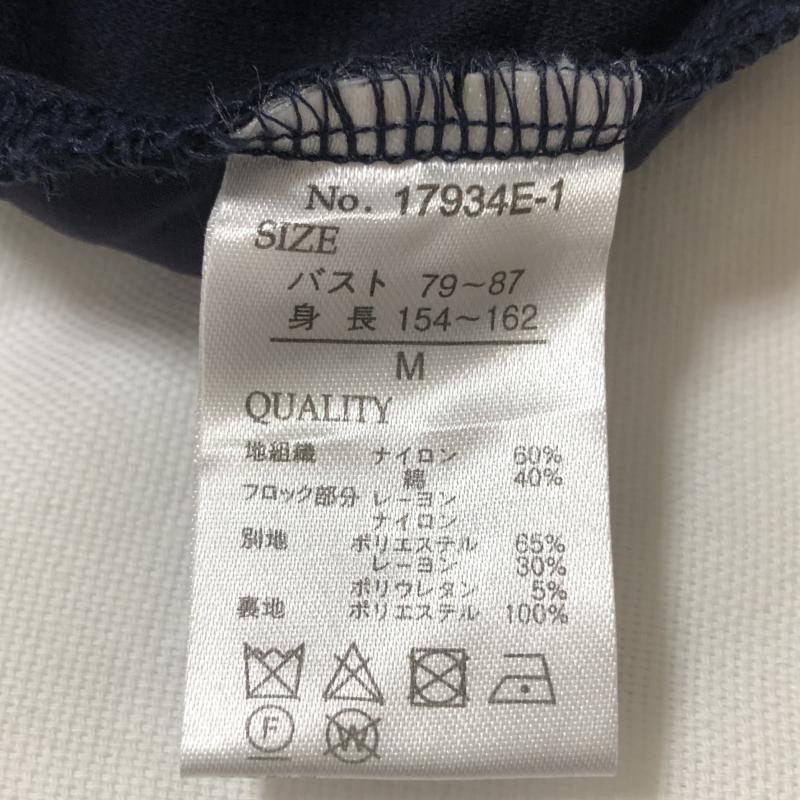 No. 17934E-1
SIZE
バスト 79～87
身長 154～162
M
QUALITY
地組織 ナイロン 60%
綿 40%
フロック部分 レーヨン
ナイロン
別地 ポリエステル 65%
レーヨン 30%
ポリウレタン 5%
裏地 ポリエステル 100%
F
W